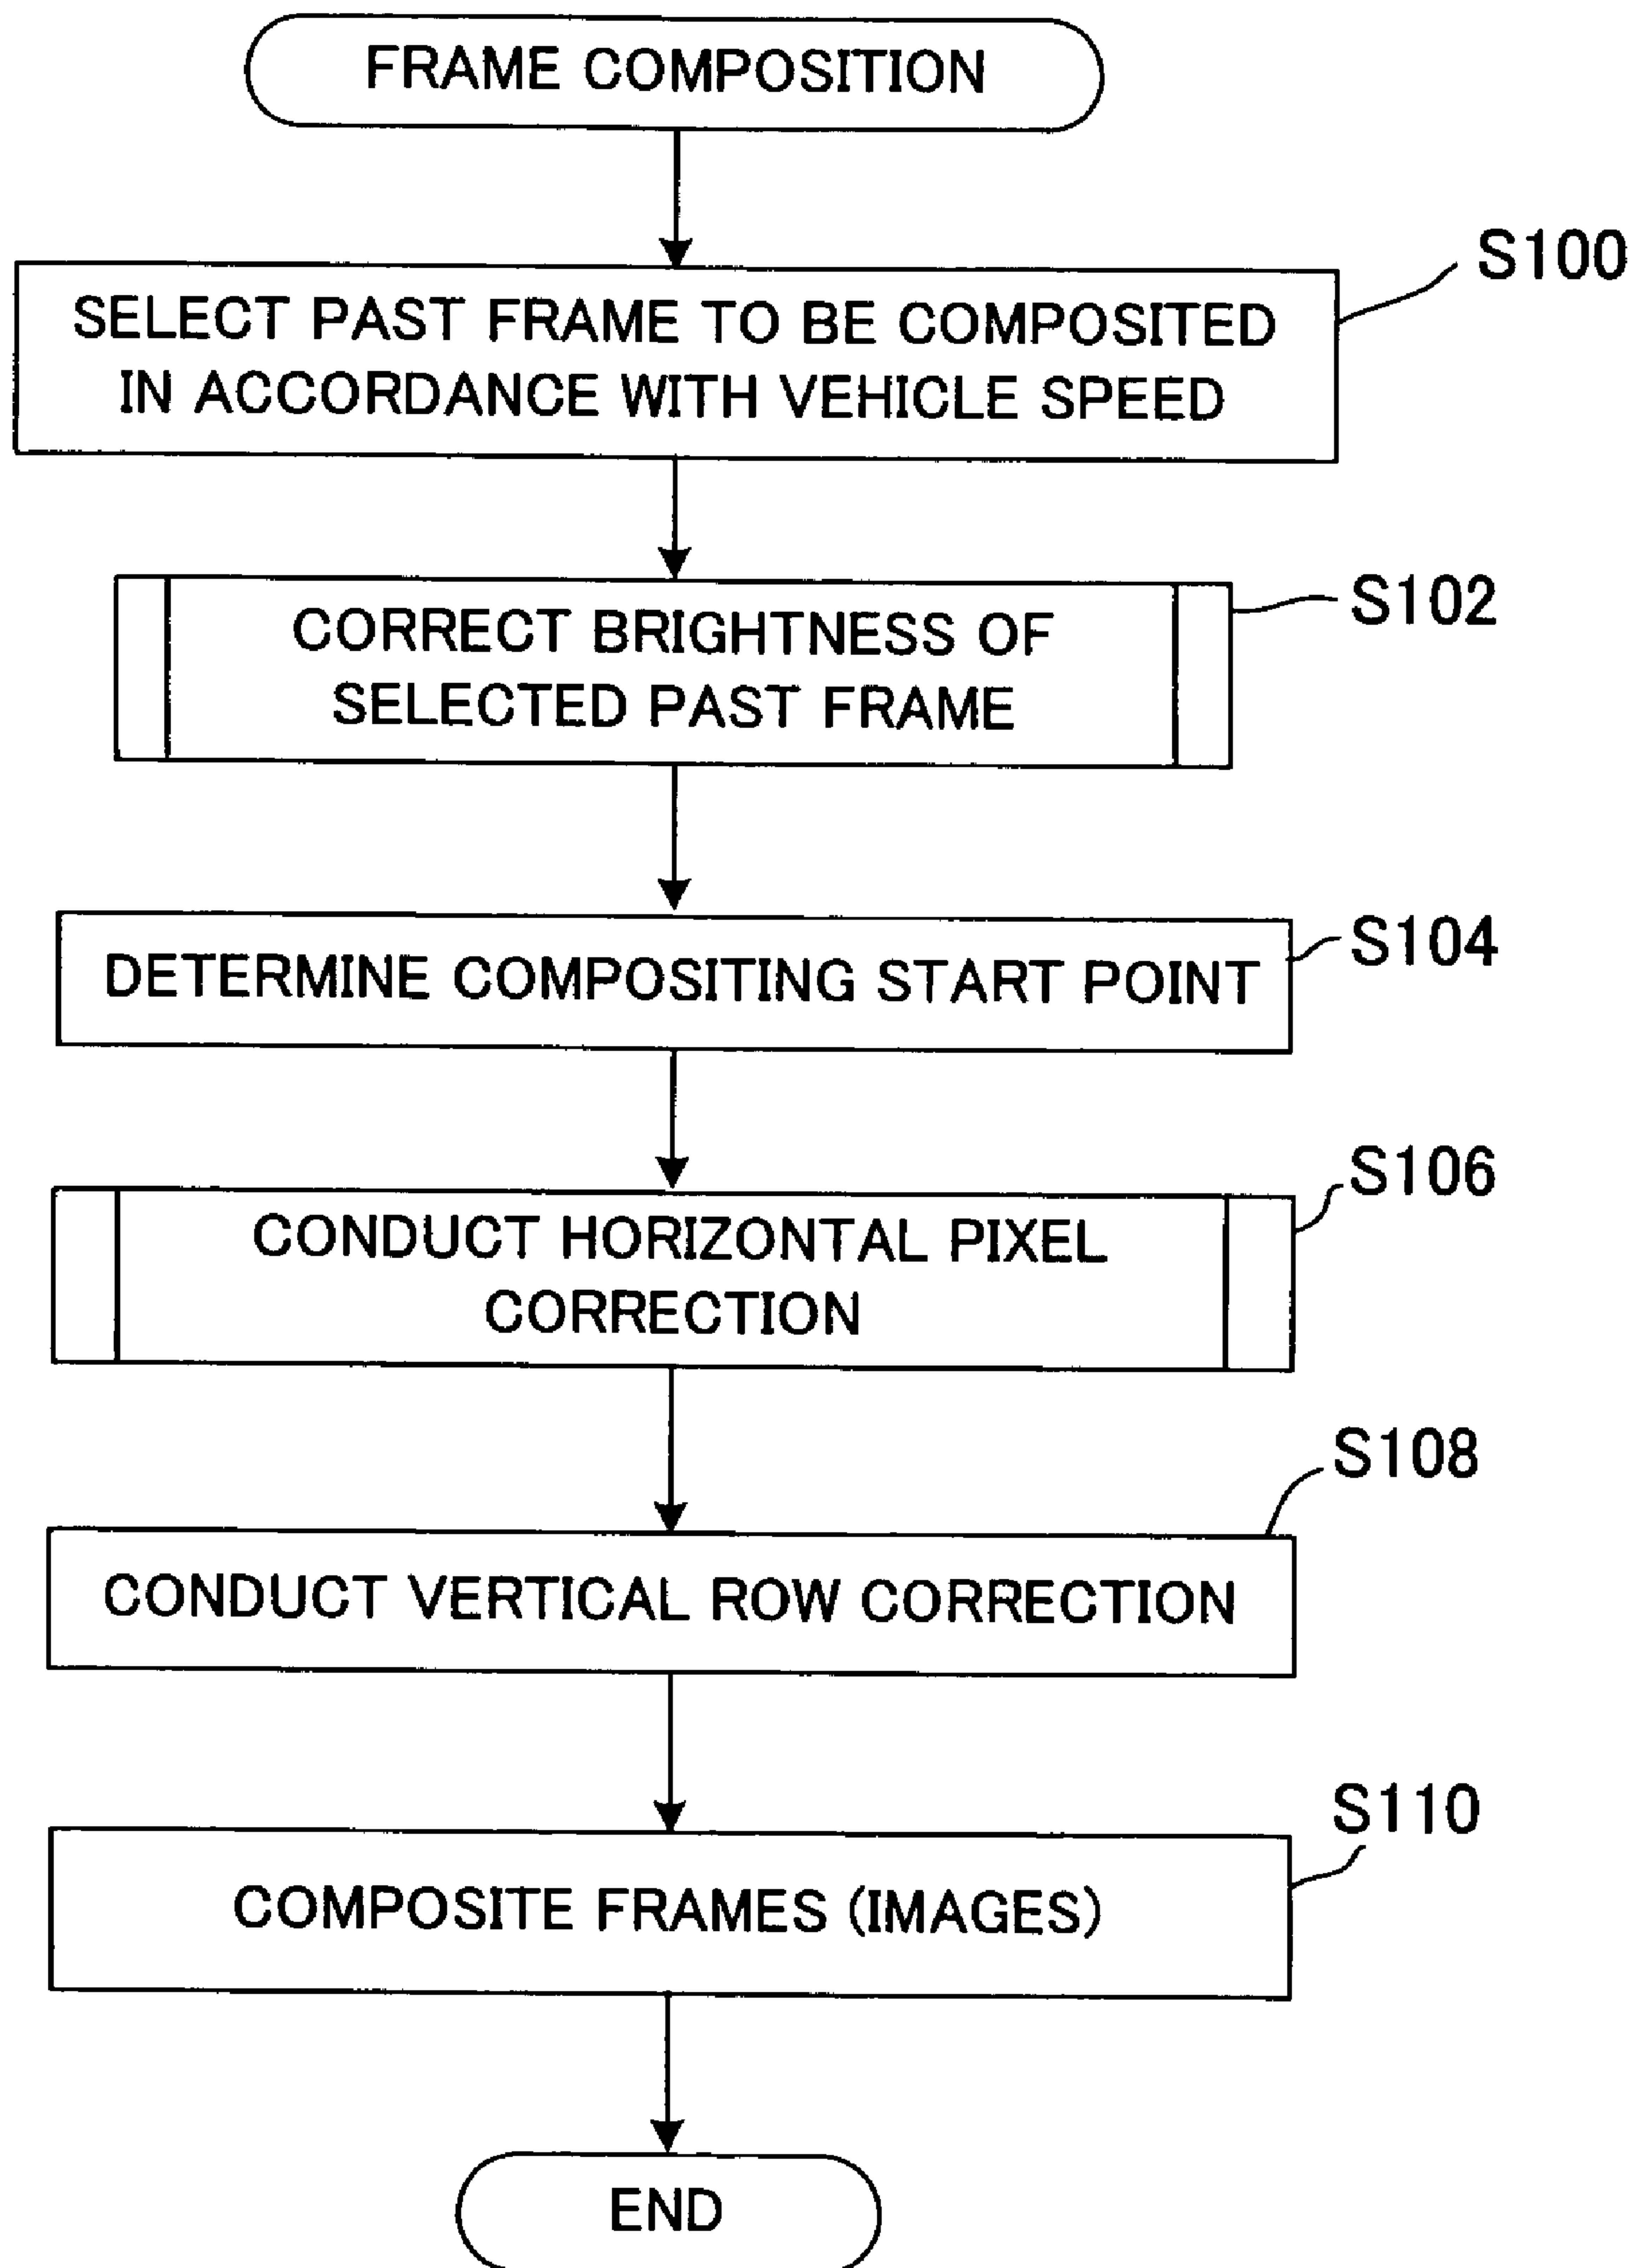 FRAME COMPOSITION
S100
SELECT PAST FRAME TO BE COMPOSITED
IN ACCORDANCE WITH VEHICLE SPEED
S102
CORRECT BRIGHTNESS OF
SELECTED PAST FRAME
S104
DETERMINE COMPOSITING START POINT
S106
CONDUCT HORIZONTAL PIXEL
CORRECTION
S108
CONDUCT VERTICAL ROW CORRECTION
S110
COMPOSITE FRAMES (IMAGES)
END